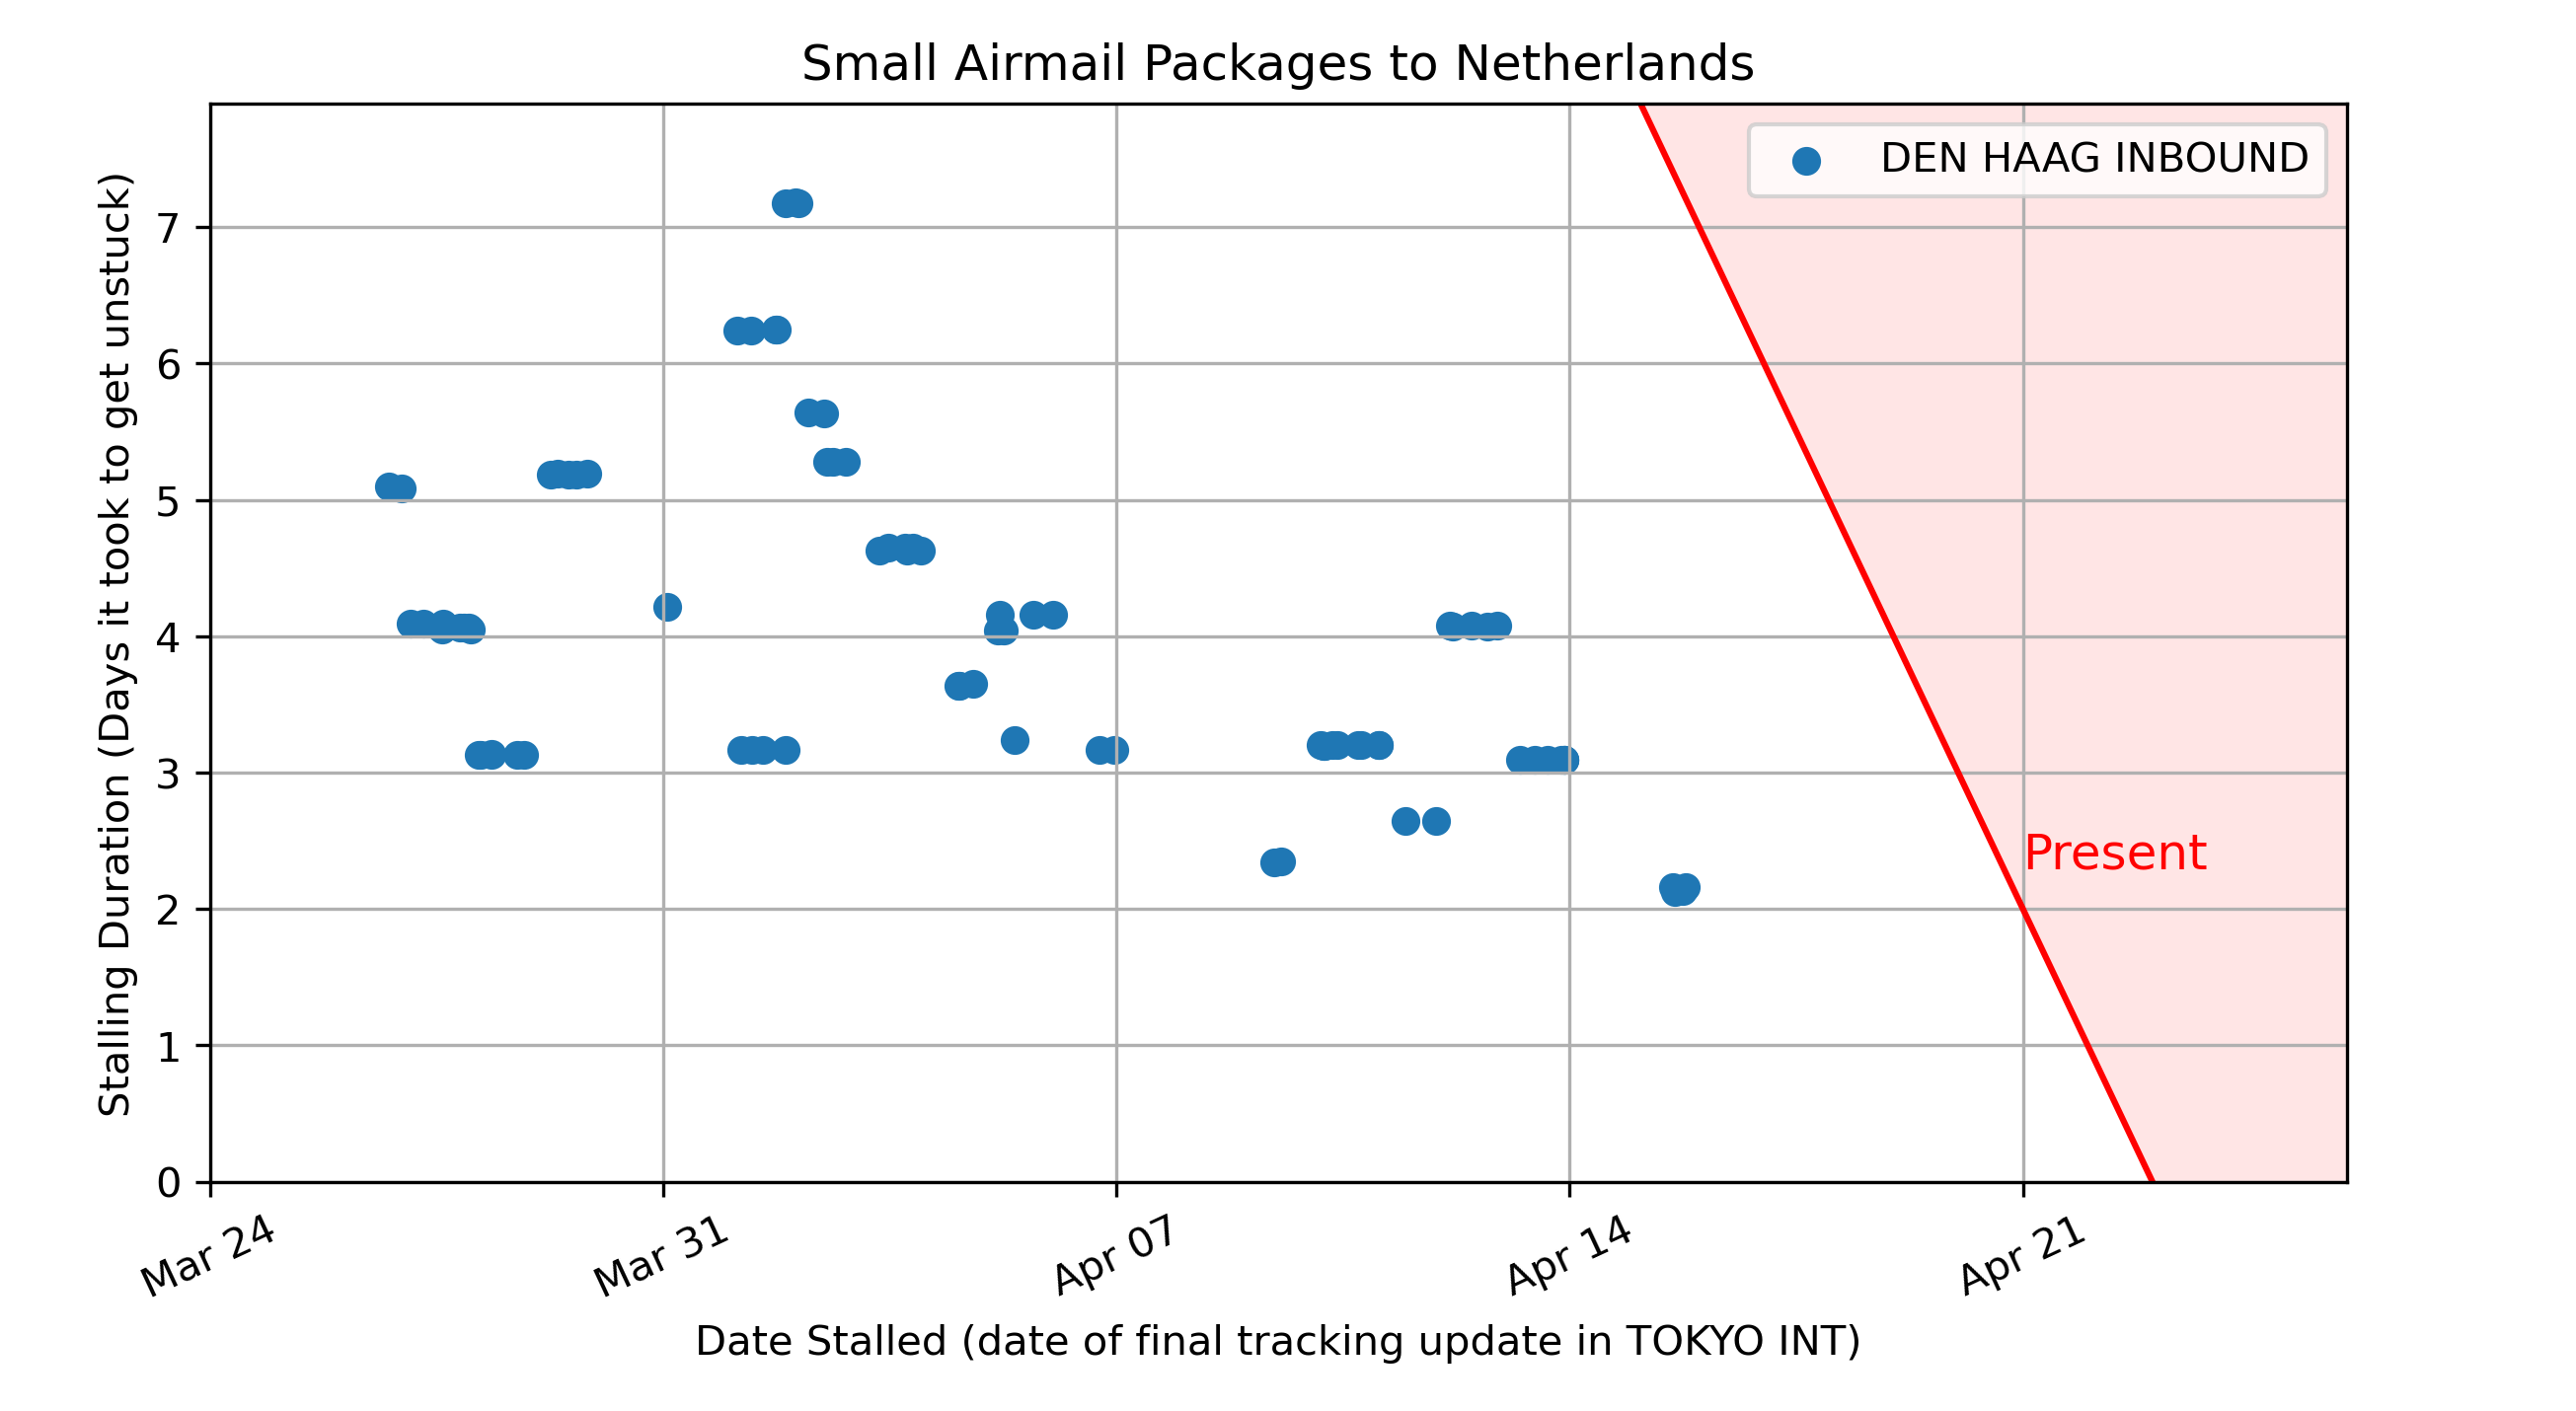 Small Airmail Packages to Netherlands
DEN HAAG INBOUND
Stalling Duration (Days it took to get unstuck)
7
6
5
4
3
2
1
0
Present
Mar 24
Mar 31
Apr 07
Apr 14
Apr 21
Date Stalled (date of final tracking update in TOKYO INT)